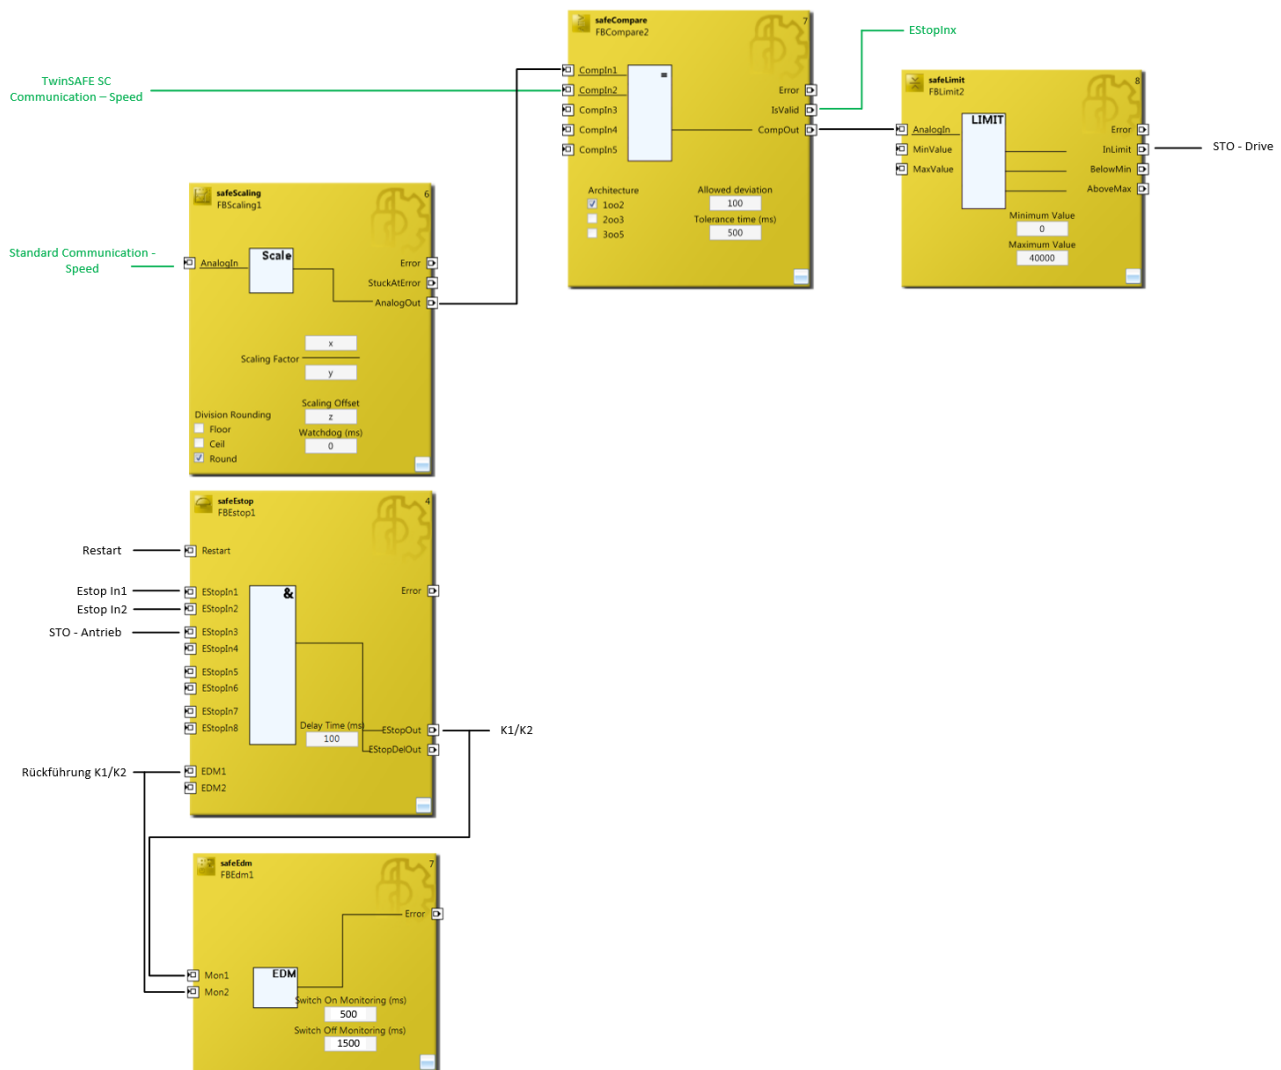 safeCompare
FBCompare2
7
CompIn1
CompIn2
CompIn3
CompIn4
CompIn5
=
Error
IsValid
CompOut
Architecture
1oo2
2oo3
3oo5
Allowed deviation
100
Tolerance time (ms)
500
EStopInx
TwinSAFE SC
Communication – Speed
safeLimit
FBLimit2
8
AnalogIn
MinValue
MaxValue
LIMIT
Error
InLimit
BelowMin
AboveMax
Minimum Value
0
Maximum Value
40000
STO - Drive
safeScaling
FBScaling1
6
Standard Communication -
Speed
AnalogIn
Scale
Error
StuckAtError
AnalogOut
Scaling Factor
x
y
Scaling Offset
z
Watchdog (ms)
0
Division Rounding
Floor
Ceil
Round
safeEstop
FBEstop1
4
Restart
Restart
Estop In1
EStopIn1
Estop In2
EStopIn2
STO - Antrieb
EStopIn3
EStopIn4
EStopIn5
EStopIn6
EStopIn7
EStopIn8
&
Error
Delay Time (ms)
100
EStopOut
EStopDelOut
K1/K2
Rückführung K1/K2
EDM1
EDM2
safeEdm
FBEdm1
7
Error
Mon1
Mon2
EDM
Switch On Monitoring (ms)
500
Switch Off Monitoring (ms)
1500